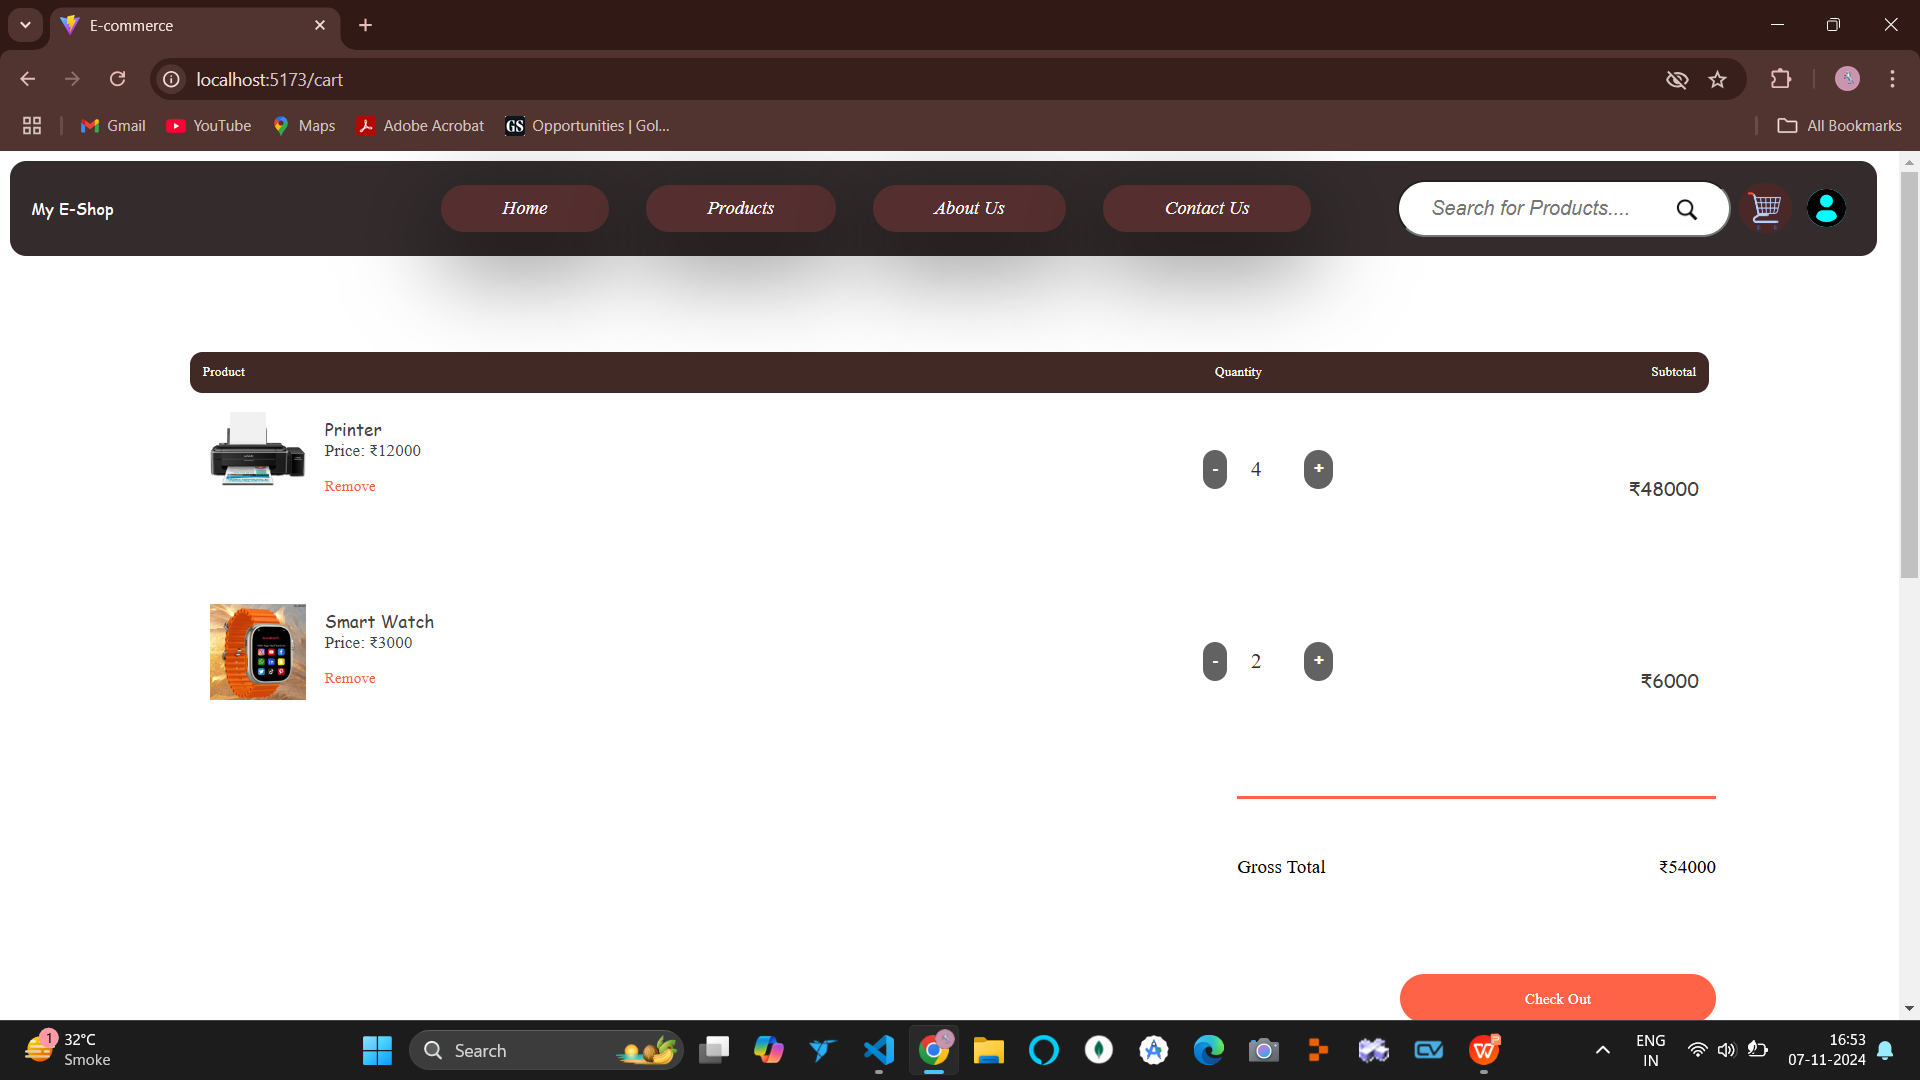 E-commerce
localhost:5173/cart
Gmail YouTube Maps Adobe Acrobat GS Opportunities | Gol... All Bookmarks
My E-Shop Home Products About Us Contact Us Search for Products....
Product Quantity Subtotal
Printer
Price: ₹12000
- 4 +
Remove
₹48000
Smart Watch
Price: ₹3000
- 2 +
Remove
₹6000
Gross Total ₹54000
Check Out
1 32°C
Smoke
Search
ENG
IN
16:53
07-11-2024